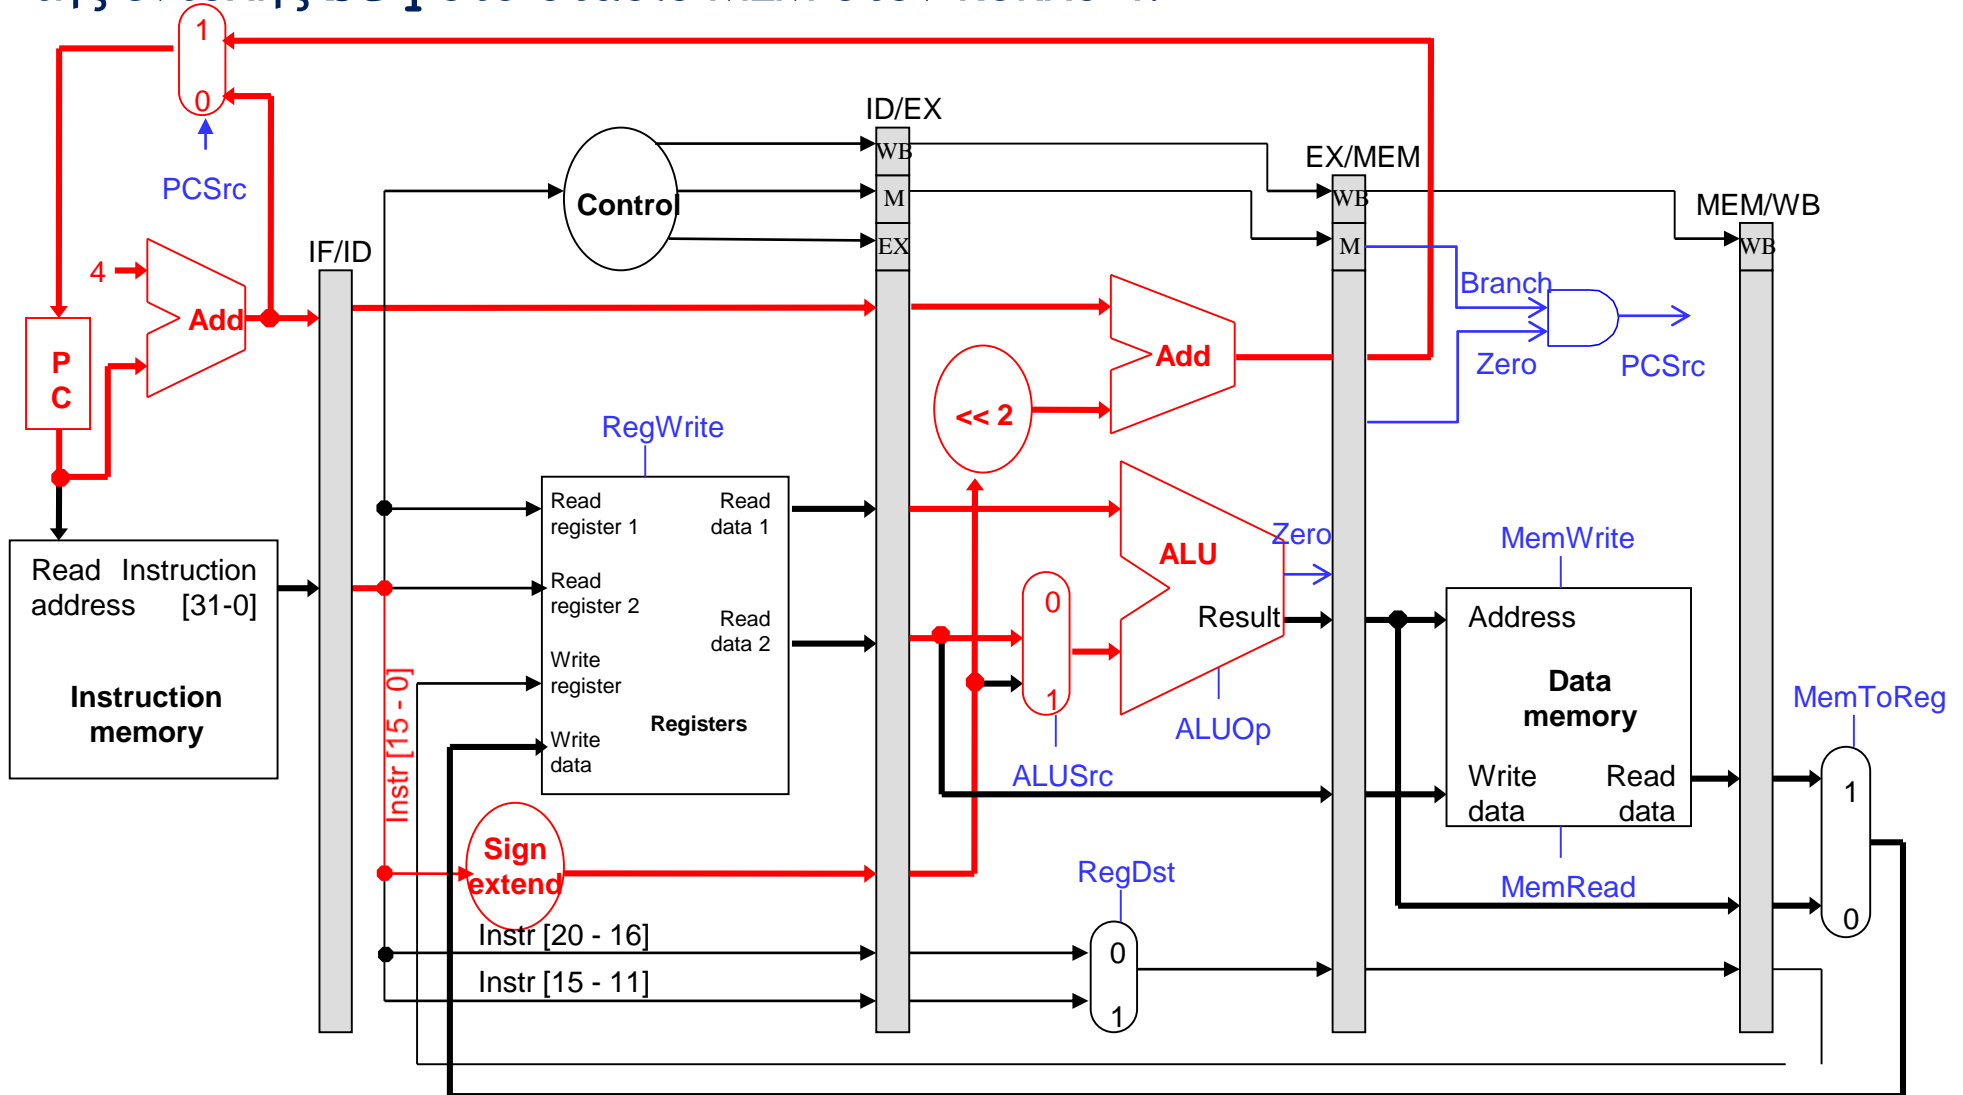 1
0
PCSrc
4
Add
P
C
IF/ID
Control
ID/EX
WB
M
EX
EX/MEM
WB
M
MEM/WB
WB
Branch
Zero
PCSrc
Add
<< 2
RegWrite
Read
register 1
Read
data 1
Read
register 2
Read
data 2
Write
register
Write
data
Registers
Read Instruction
address [31-0]
Instruction
memory
Instr [15 - 0]
Sign
extend
Instr [20 - 16]
Instr [15 - 11]
0
1
ALUSrc
ALU
Zero
Result
ALUOp
RegDst
0
1
MemWrite
Address
Data
memory
Write
data
Read
data
MemRead
MemToReg
1
0